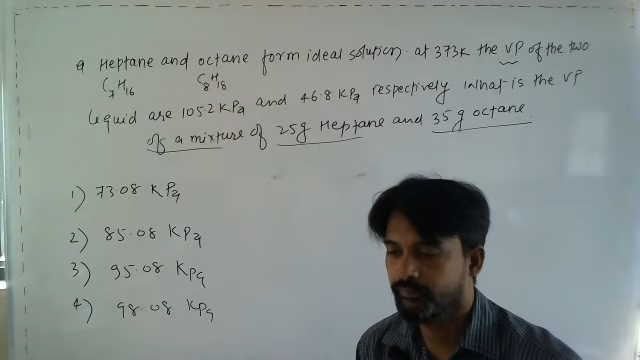 Q Heptane and octane form ideal solution. at 373K the VP of the two
C7H16 C8H18
liquid are 105.2 KPa and 46.8 KPa respectively. What is the VP
of a mixture of 25g Heptane and 35g octane
1) 73.08 KPa
2) 85.08 KPa
3) 95.08 KPa
4) 98.08 KPa